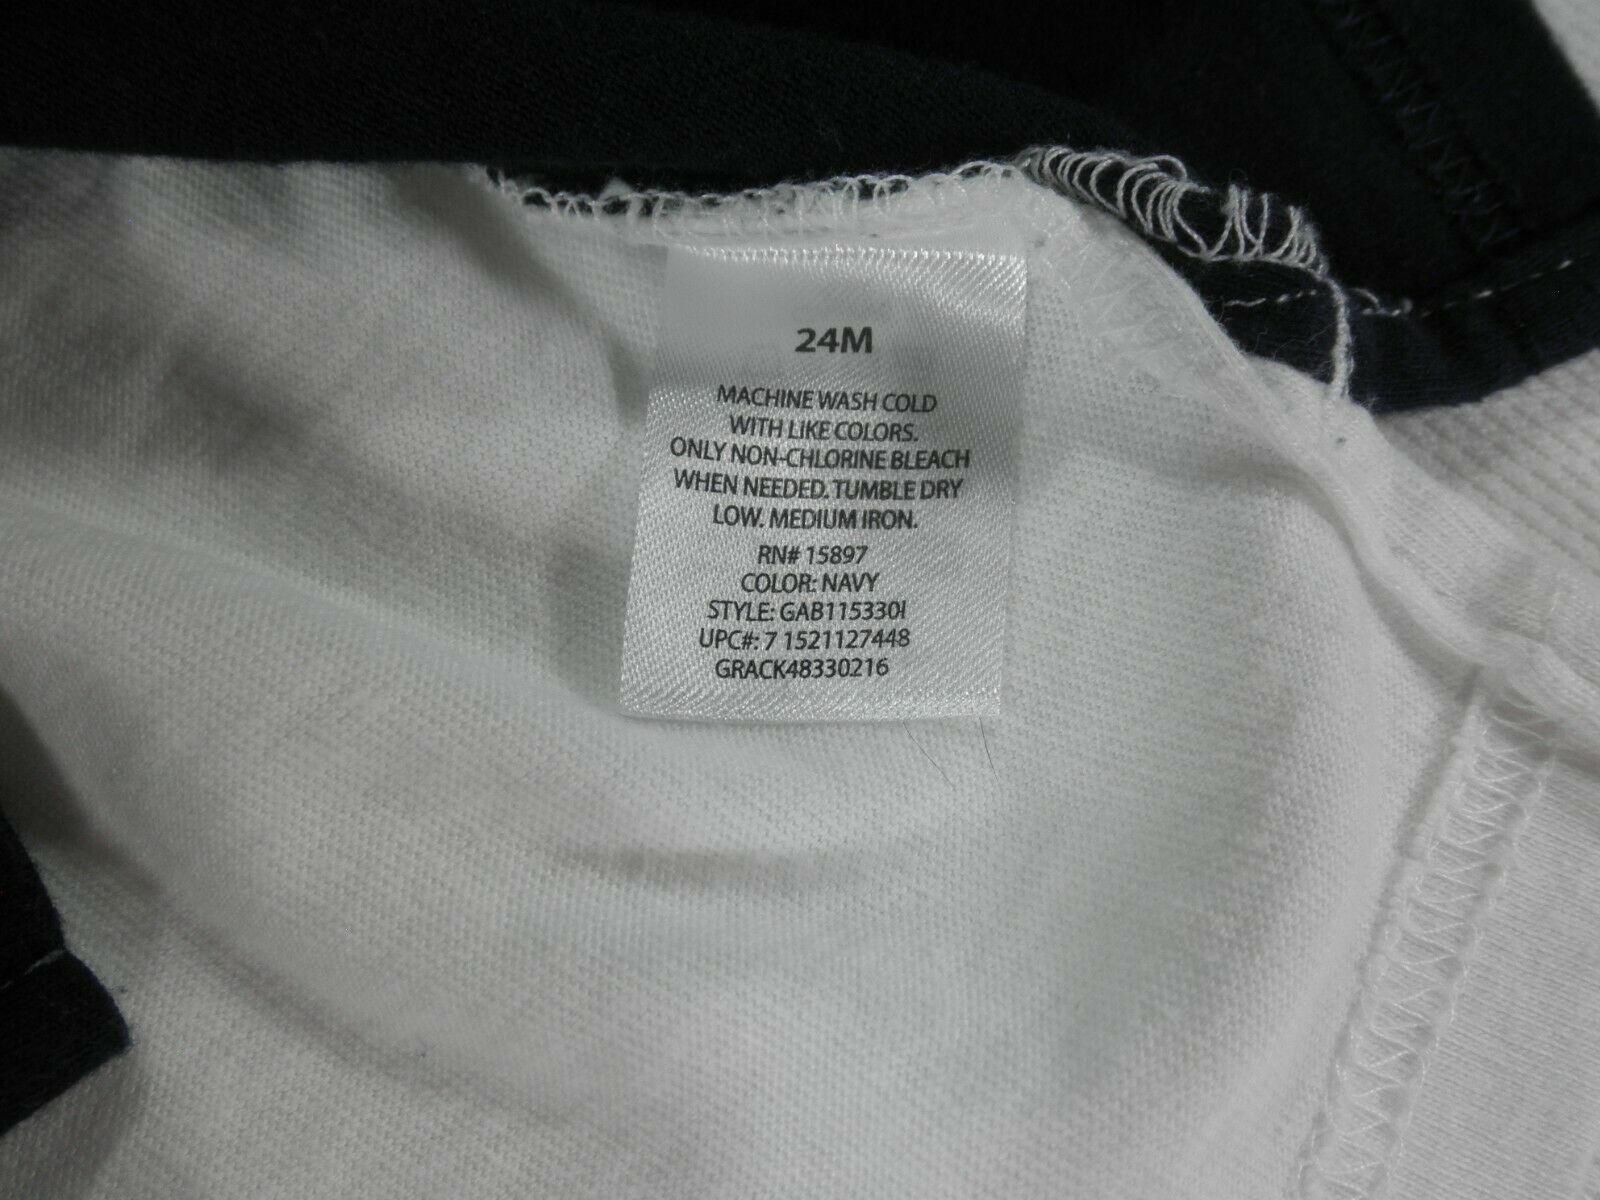 24M
MACHINE WASH COLD
WITH LIKE COLORS.
ONLY NON-CHLORINE BLEACH
WHEN NEEDED. TUMBLE DRY
LOW. MEDIUM IRON.
RN# 15897
COLOR: NAVY
STYLE: GAB115330I
UPC#: 7 1521127448
GRACK48330216